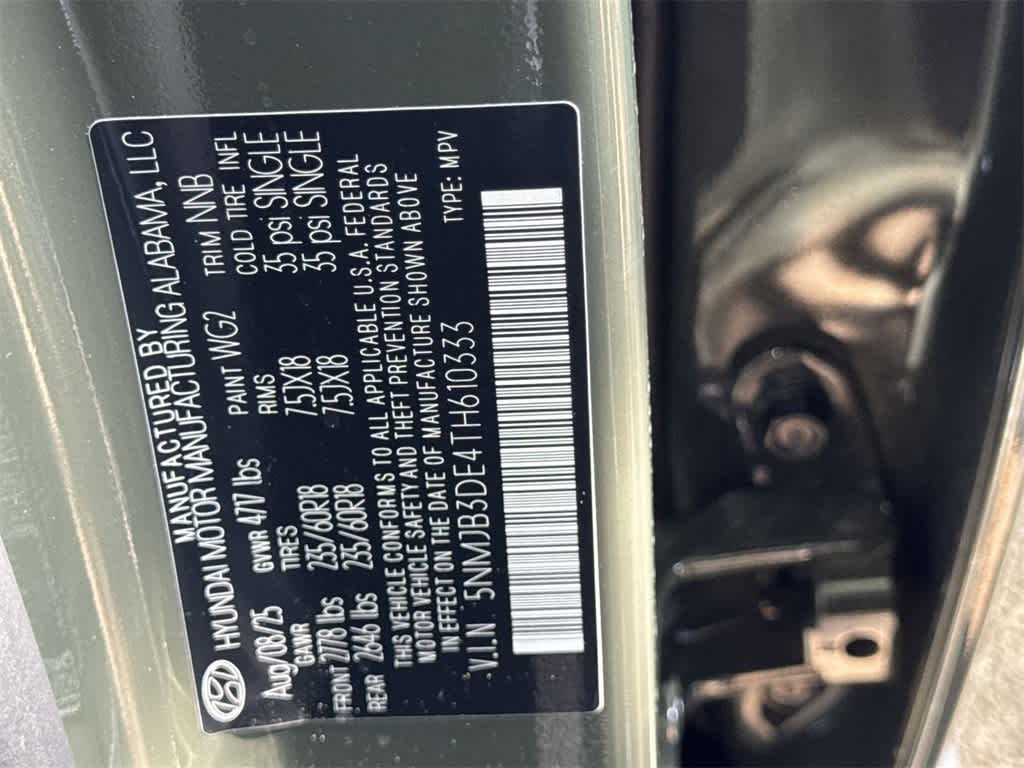 MANUFACTURED BY
HYUNDAI MOTOR MANUFACTURING ALABAMA, LLC
Aug/08/25 GVWR 4717 lbs PAINT WG2 TRIM NNB
GAWR TIRES RIMS COLD TIRE INFL
FRONT 2778 lbs 235/60R18 7.5JX18 35 psi SINGLE
REAR 2646 lbs 235/60R18 7.5JX18 35 psi SINGLE
THIS VEHICLE CONFORMS TO ALL APPLICABLE U.S.A. FEDERAL
MOTOR VEHICLE SAFETY AND THEFT PREVENTION STANDARDS
IN EFFECT ON THE DATE OF MANUFACTURE SHOWN ABOVE
V.I.N 5NMJB3DE4TH610333 TYPE: MPV